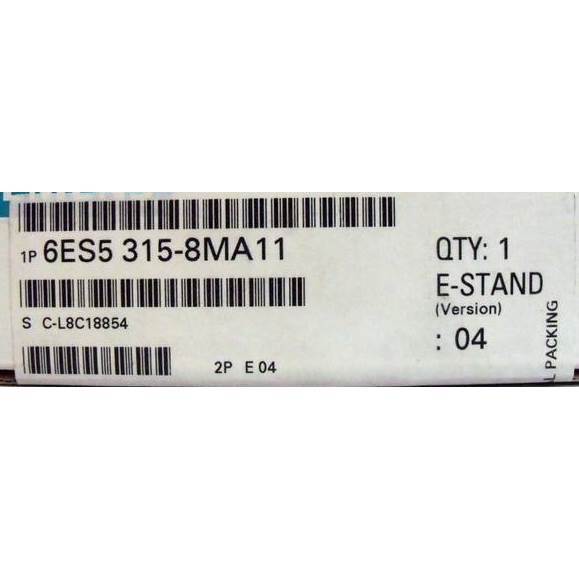 1P 6ES5 315-8MA11
QTY: 1
E-STAND
(Version)
: 04
S C-L8C18854
2P E 04
L PACKING